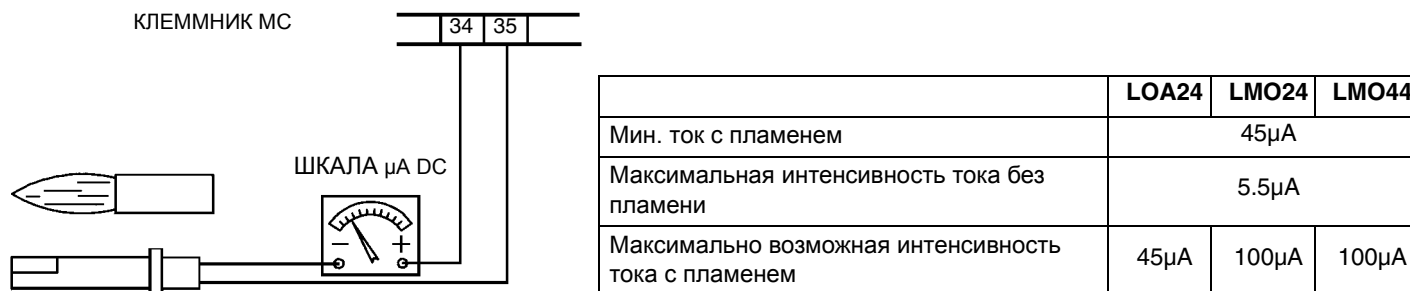 КЛЕММНИК МС
34 35
ШКАЛА µA DC
− +
LOA24 LMO24 LMO44
Мин. ток с пламенем 45µA
Максимальная интенсивность тока без
пламени 5.5µA
Максимально возможная интенсивность
тока с пламенем 45µA 100µA 100µA